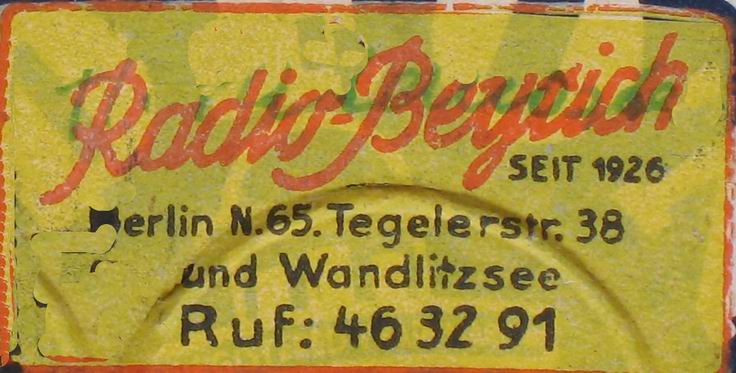 Radio-Beyrich
SEIT 1926
Berlin N.65. Tegelerstr. 38
und Wandlitzsee
Ruf: 46 32 91